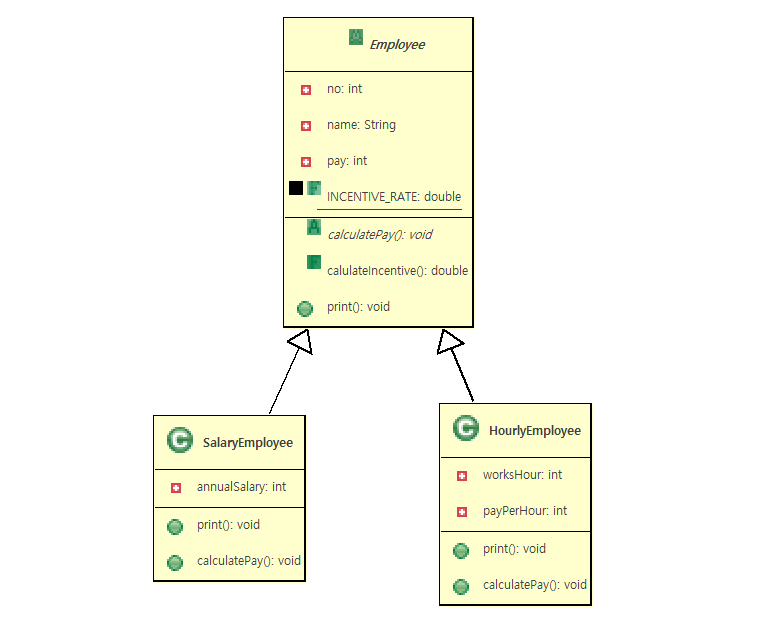 Employee
no: int
name: String
pay: int
INCENTIVE_RATE: double
calculatePay(): void
calulateIncentive(): double
print(): void
SalaryEmployee
annualSalary: int
print(): void
calculatePay(): void
HourlyEmployee
worksHour: int
payPerHour: int
print(): void
calculatePay(): void